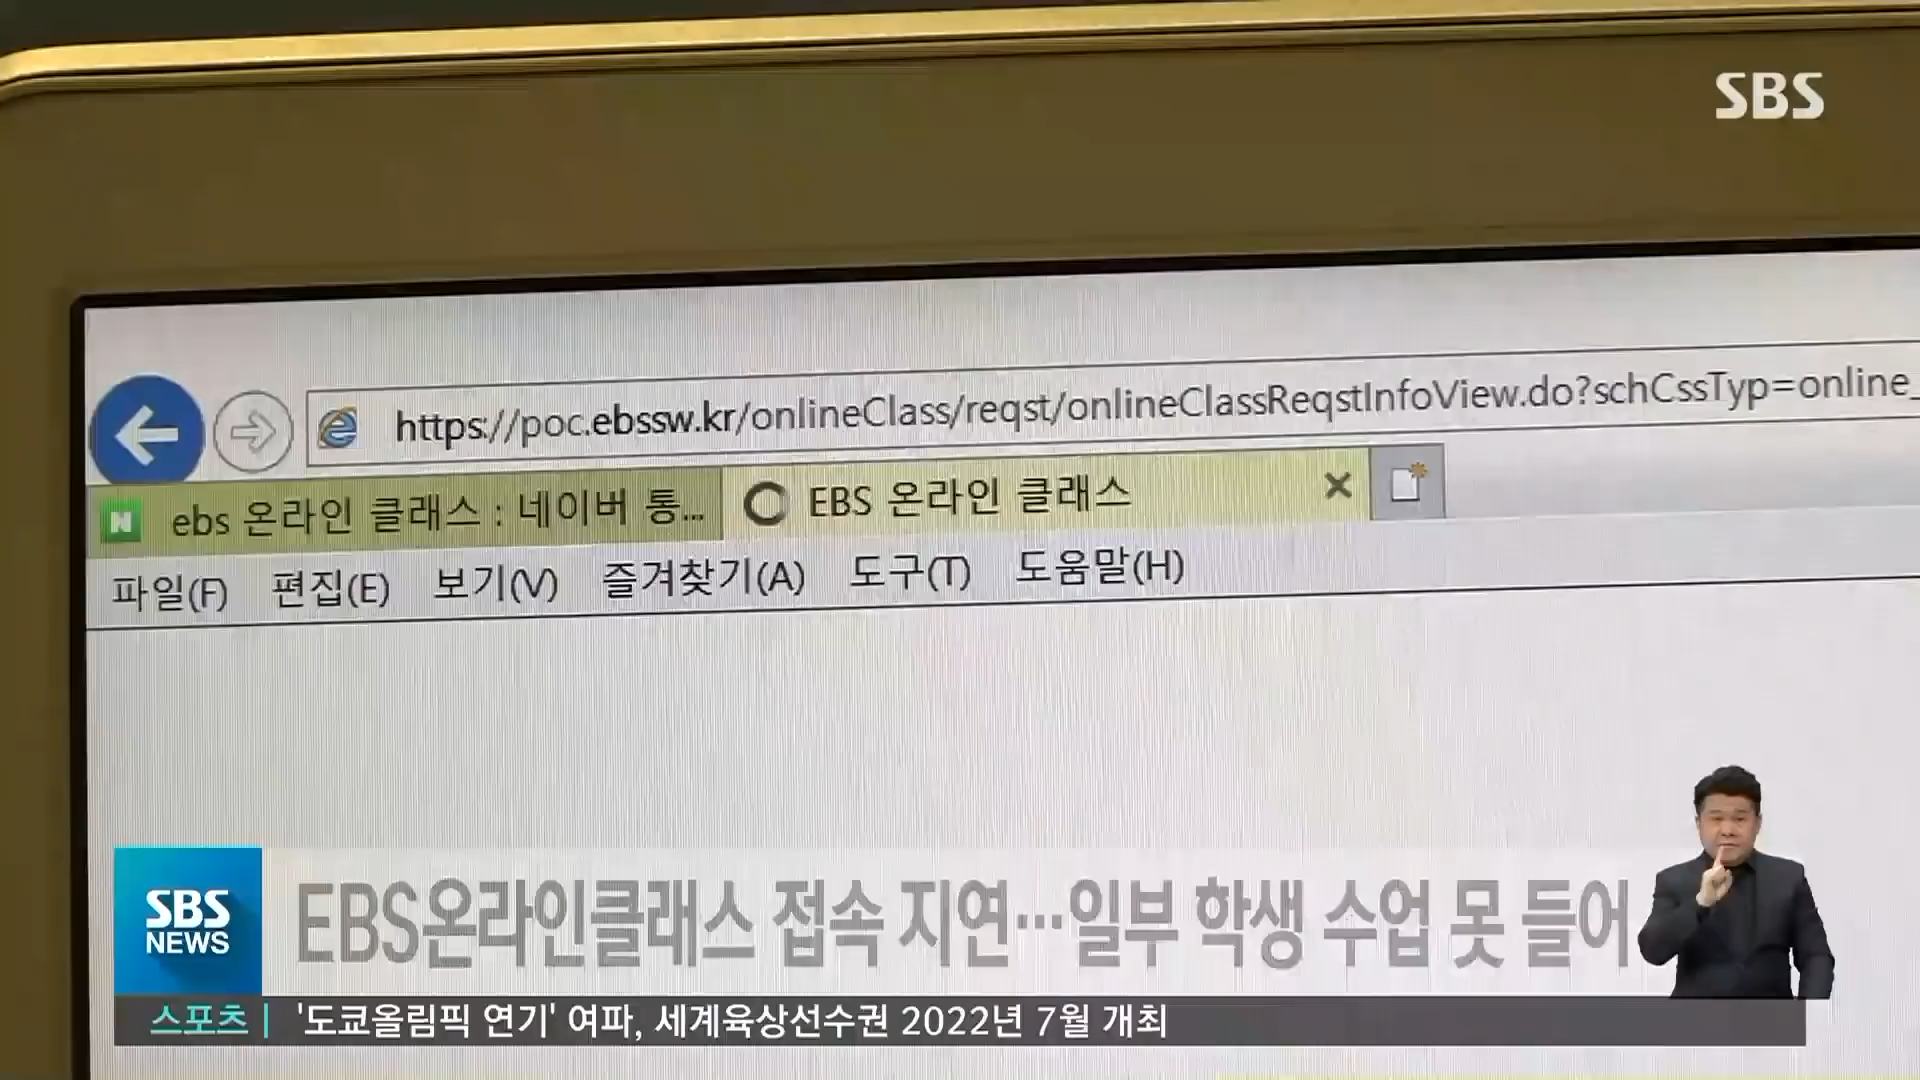 SBS
https://poc.ebssw.kr/onlineClass/reqst/onlineClassReqstInfoView.do?schCssTyp=online_
N ebs 온라인 클래스 : 네이버 통... EBS 온라인 클래스
파일(F) 편집(E) 보기(V) 즐겨찾기(A) 도구(T) 도움말(H)
SBS NEWS
EBS온라인클래스 접속 지연…일부 학생 수업 못 들어
스포츠 | '도쿄올림픽 연기' 여파, 세계육상선수권 2022년 7월 개최